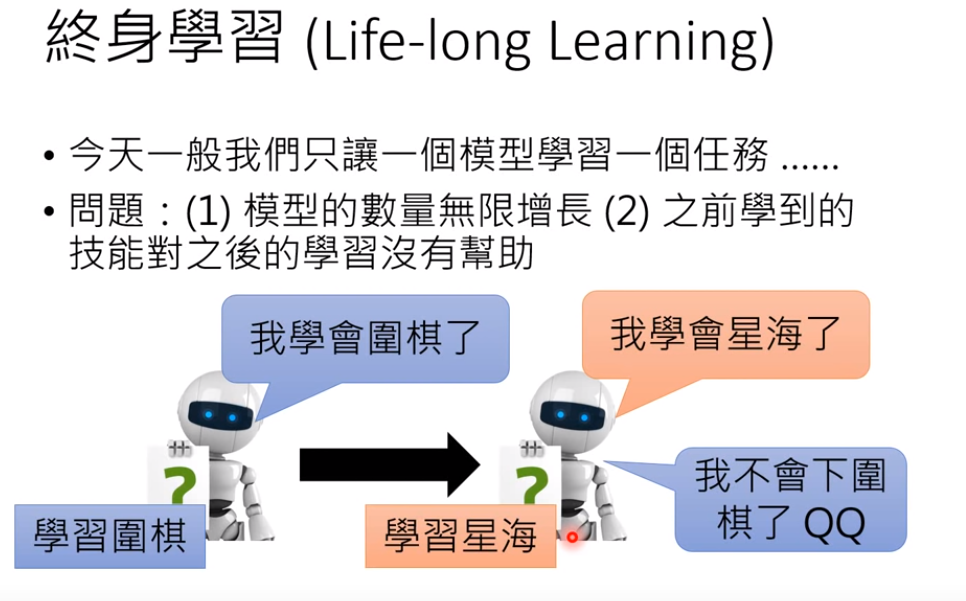 終身學習 (Life-long Learning)
• 今天一般我們只讓一個模型學習一個任務 ......
• 問題：(1) 模型的數量無限增長 (2) 之前學到的
技能對之後的學習沒有幫助
我學會圍棋了
我學會星海了
?
?
我不會下圍
棋了 QQ
學習圍棋
學習星海